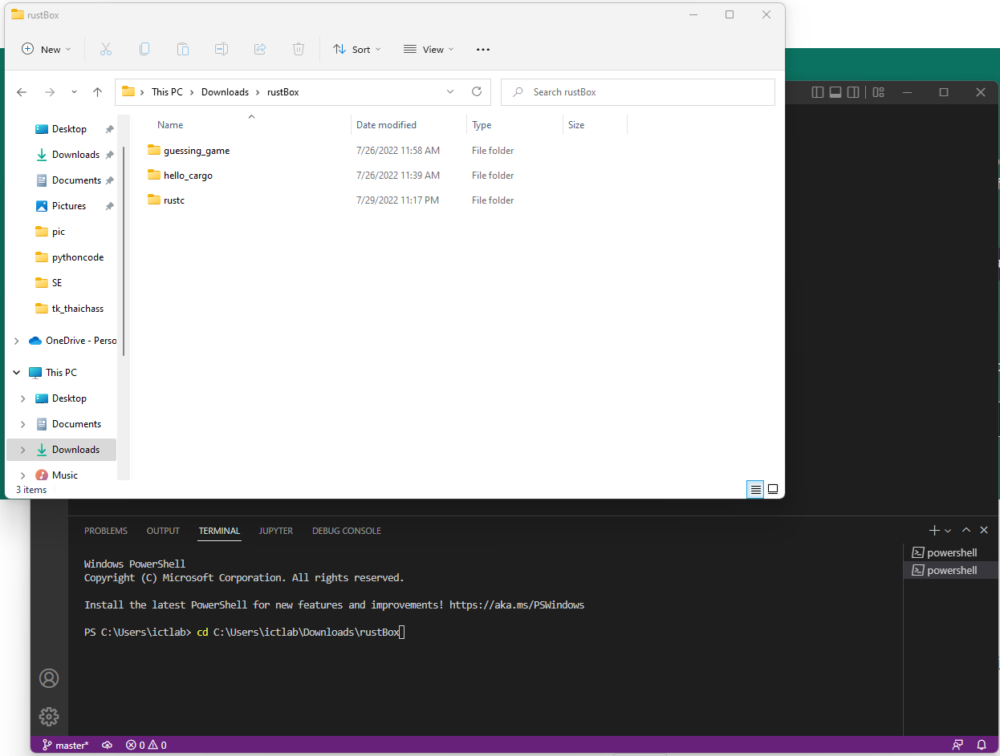 rustBox
New
Sort
View
This PC > Downloads > rustBox
Search rustBox
Name
Date modified
Type
Size
guessing_game
7/26/2022 11:58 AM
File folder
hello_cargo
7/26/2022 11:39 AM
File folder
rustc
7/29/2022 11:17 PM
File folder
Desktop
Downloads
Documents
Pictures
pic
pythoncode
SE
tk_thaichass
OneDrive - Perso
This PC
Desktop
Documents
Downloads
Music
3 items
PROBLEMS
OUTPUT
TERMINAL
JUPYTER
DEBUG CONSOLE
Windows PowerShell
Copyright (C) Microsoft Corporation. All rights reserved.
Install the latest PowerShell for new features and improvements! https://aka.ms/PSWindows
PS C:\Users\ictlab> cd C:\Users\ictlab\Downloads\rustBox
powershell
powershell
master*
0
0